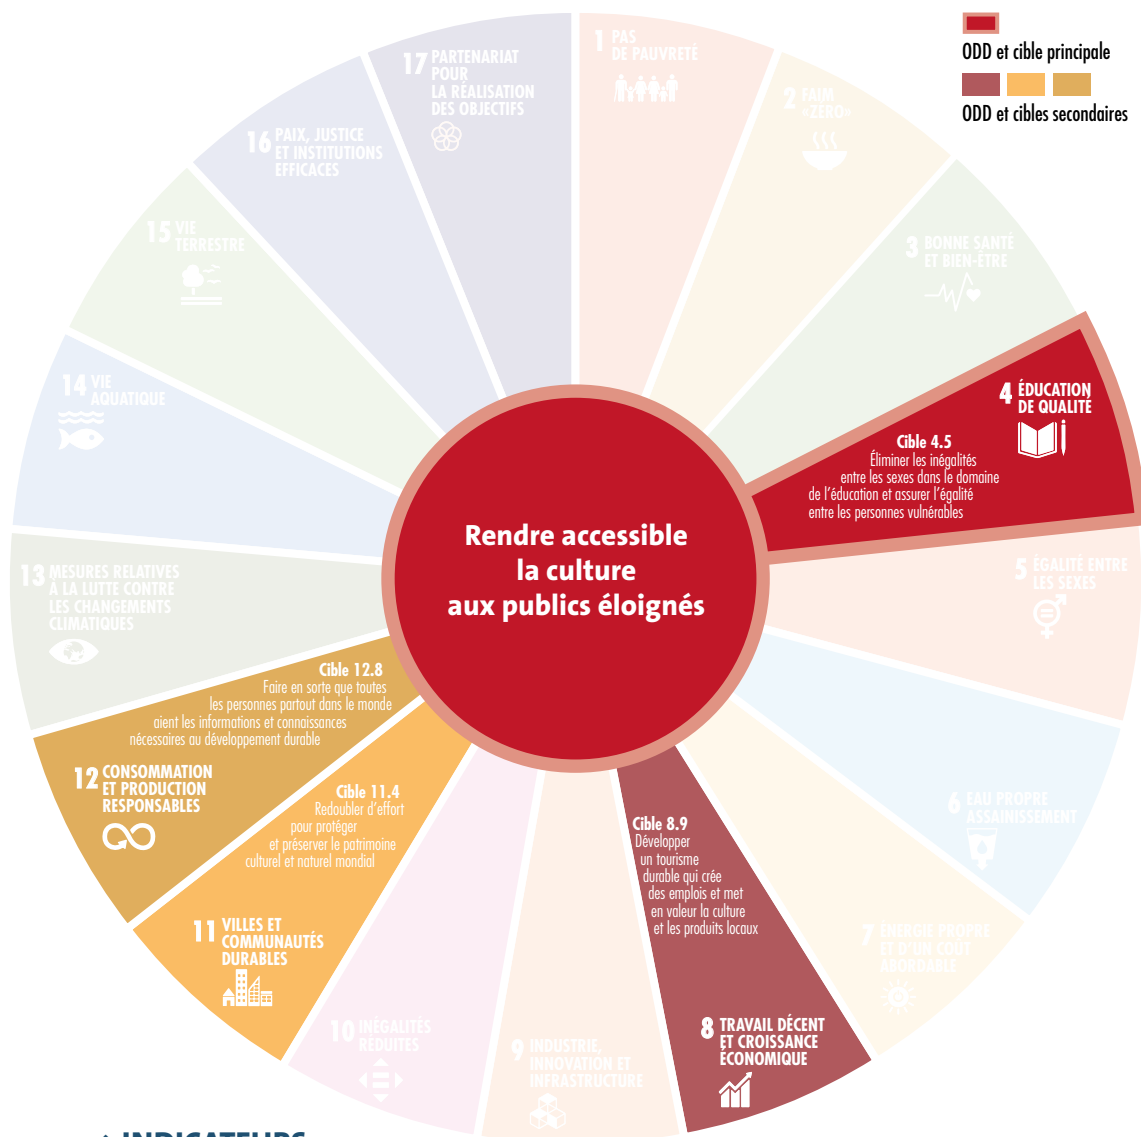 ODD et cible principale
ODD et cibles secondaires
1 PAS
DE PAUVRETÉ
2 FAIM
«ZERO»
3 BONNE SANTÉ
ET BIEN-ÊTRE
4 ÉDUCATION
DE QUALITÉ
Cible 4.5
Éliminer les inégalités
entre les sexes dans le domaine
de l'éducation et assurer l'égalité
entre les personnes vulnérables
5 ÉGALITÉ ENTRE
LES SEXES
6 EAU PROPRE
ASSAINISSEMENT
7 ÉNERGIE PROPRE
ET D'UN COÛT
ABORDABLE
Cible 8.9
Développer
un tourisme
durable qui crée
des emplois et met
en valeur la culture
et les produits locaux
8 TRAVAIL DÉCENT
ET CROISSANCE
ÉCONOMIQUE
9 INDUSTRIE,
INNOVATION ET
INFRASTRUCTURE
10 INÉGALITÉS
RÉDUITES
Cible 11.4
Redoubler d'effort
pour protéger
et préserver le patrimoine
culturel et naturel mondial
11 VILLES ET
COMMUNAUTÉS
DURABLES
Cible 12.8
Faire en sorte que toutes
les personnes partout dans le monde
aient les informations et connaissances
nécessaires au développement durable
12 CONSOMMATION
ET PRODUCTION
RESPONSABLES
13 MESURES RELATIVES
À LA LUTTE CONTRE
LES CHANGEMENTS
CLIMATIQUES
14 VIE
AQUATIQUE
15 VIE
TERRESTRE
16 PAIX, JUSTICE
ET INSTITUTIONS
EFFICACES
17 PARTENARIAT
POUR
LA RÉALISATION
DES OBJECTIFS
Rendre accessible
la culture
aux publics éloignés
INDICATEURS